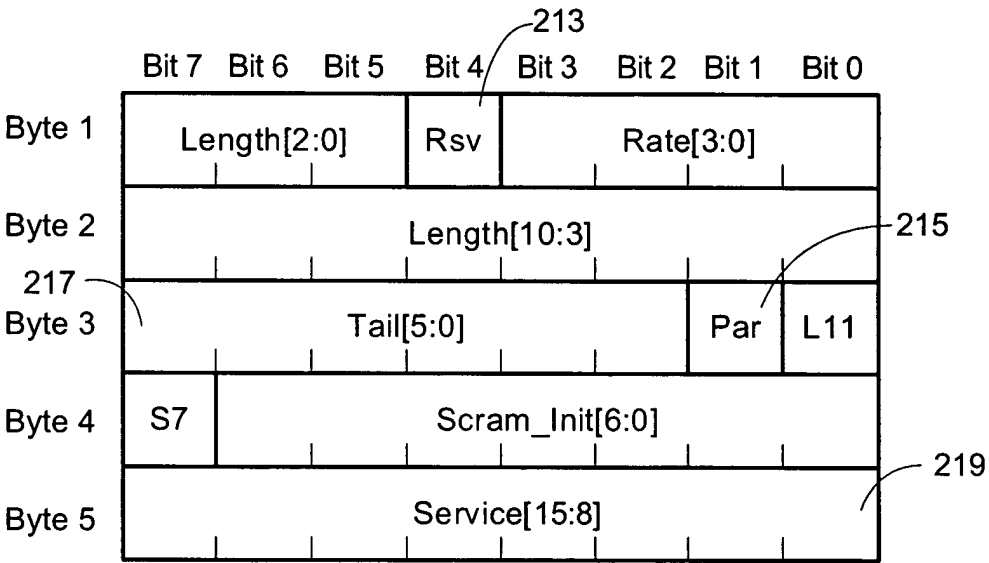 213
Bit 7 Bit 6 Bit 5 Bit 4 Bit 3 Bit 2 Bit 1 Bit 0
Byte 1 Length[2:0] Rsv Rate[3:0]
Byte 2 Length[10:3] 215
217
Byte 3 Tail[5:0] Par L11
Byte 4 S7 Scram_Init[6:0]
219
Byte 5 Service[15:8]